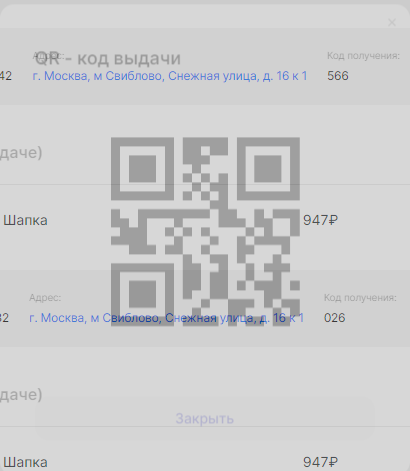 Адрес:
Код получения:
QR - код выдачи
42 г. Москва, м Свиблово, Снежная улица, д. 16 к 1 566
даче)
Шапка 947₽
Адрес: Код получения:
32 г. Москва, м Свиблово, Снежная улица, д. 16 к 1 026
даче)
Закрыть
Шапка 947₽